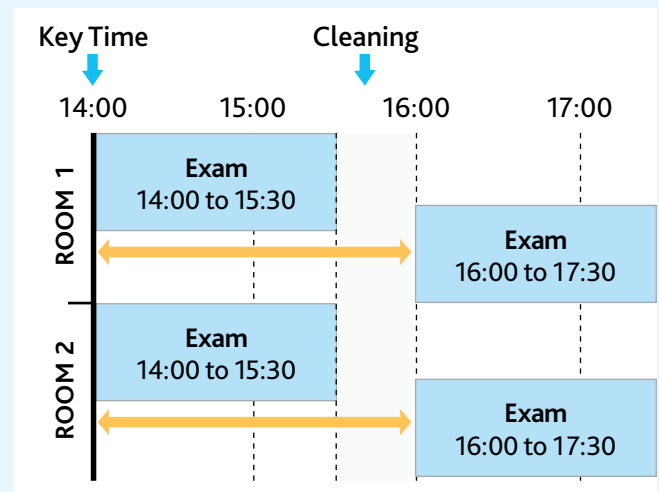 Key Time Cleaning
14:00 15:00 16:00 17:00
ROOM 1
Exam
14:00 to 15:30
Exam
16:00 to 17:30
ROOM 2
Exam
14:00 to 15:30
Exam
16:00 to 17:30